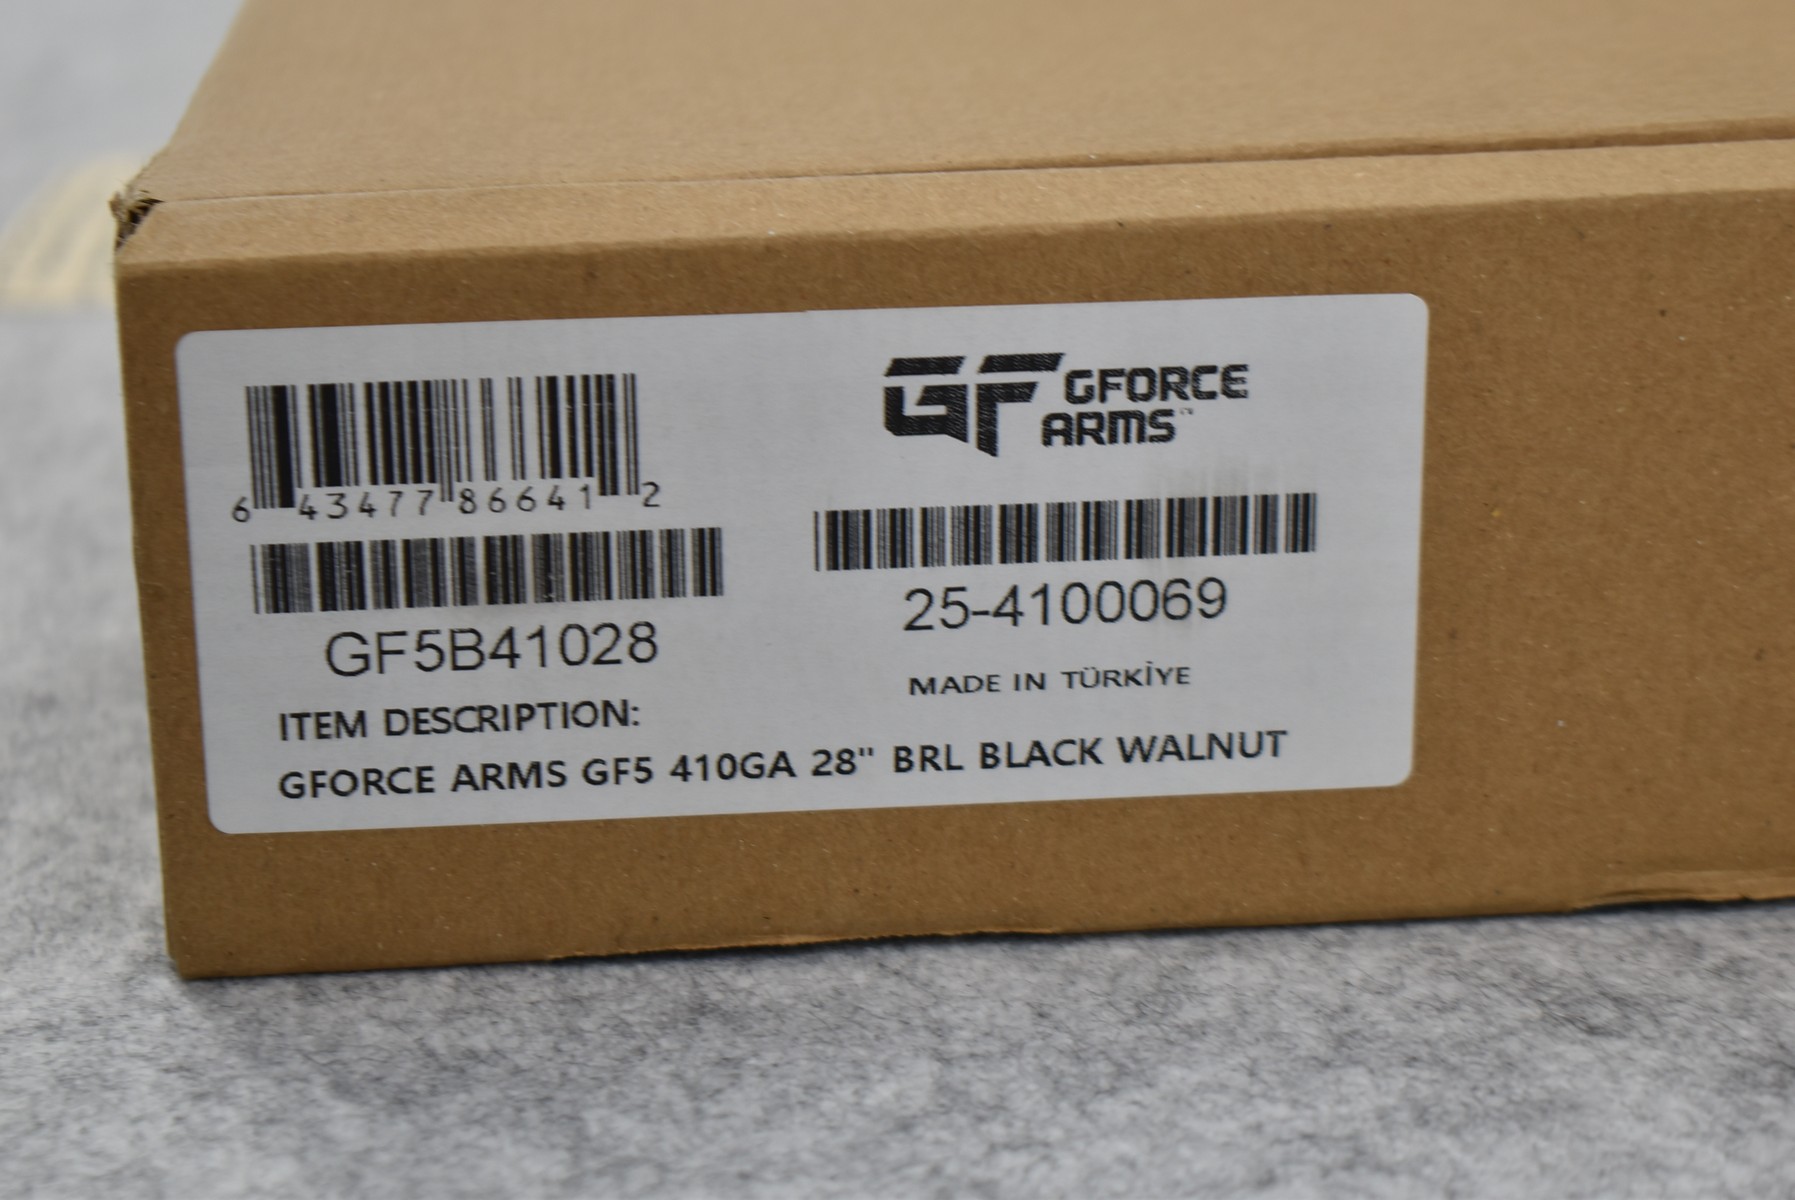 6 43477 86641 2
GF5B41028
GF GFORCE
ARMS™
25-4100069
MADE IN TÜRKİYE
ITEM DESCRIPTION:
GFORCE ARMS GF5 410GA 28" BRL BLACK WALNUT